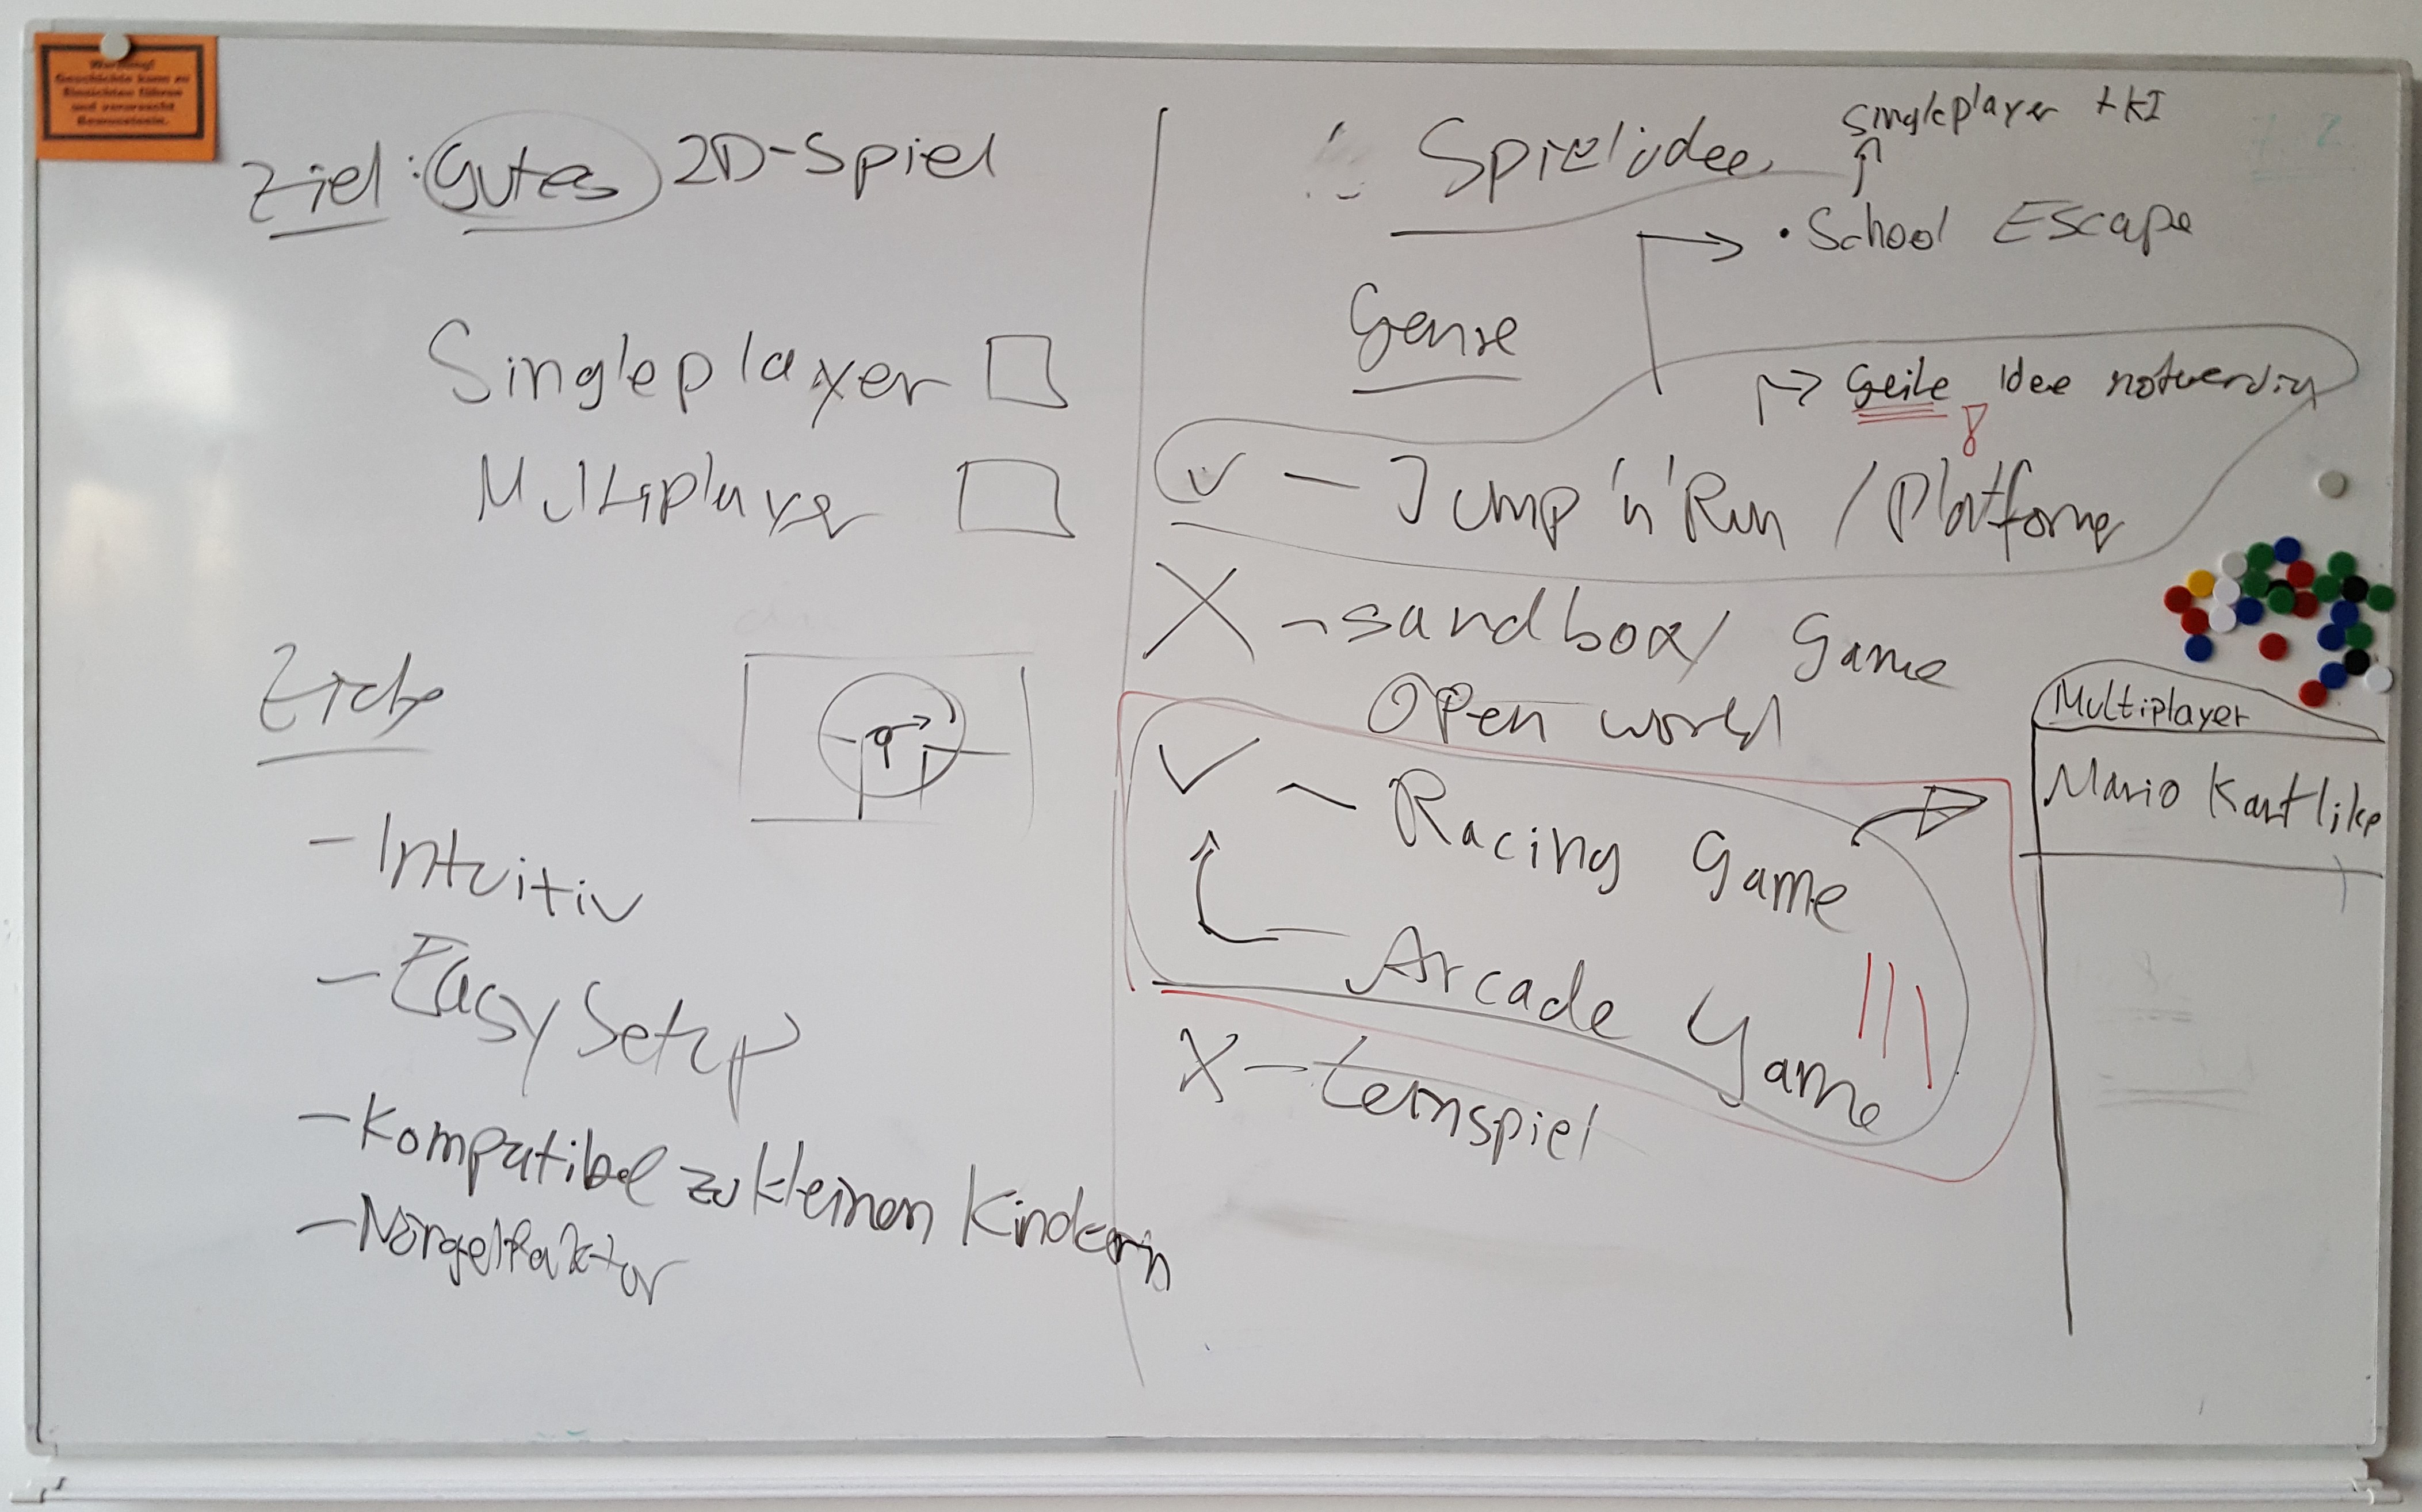 Warnung!
Geschichte kann zu
Einsichten führen
und verursacht
Bewusstsein.
Ziel: Gutes 2D-Spiel
Singleplayer
Multiplayer
Ziele
- Intuitiv
- Easy Setup
- Kompatibel zu kleinen Kindern
- Nörgelfaktor
Spielidee
Singleplayer + KI
• School Escape
Genre
→ Geile Idee notwendig
✓ - Jump 'n' Run / Platformer
X - sandbox / Game
Open world
✓ - Racing Game
- Arcade Game
X - Lernspiel
!!!
Multiplayer
Mario Kart like